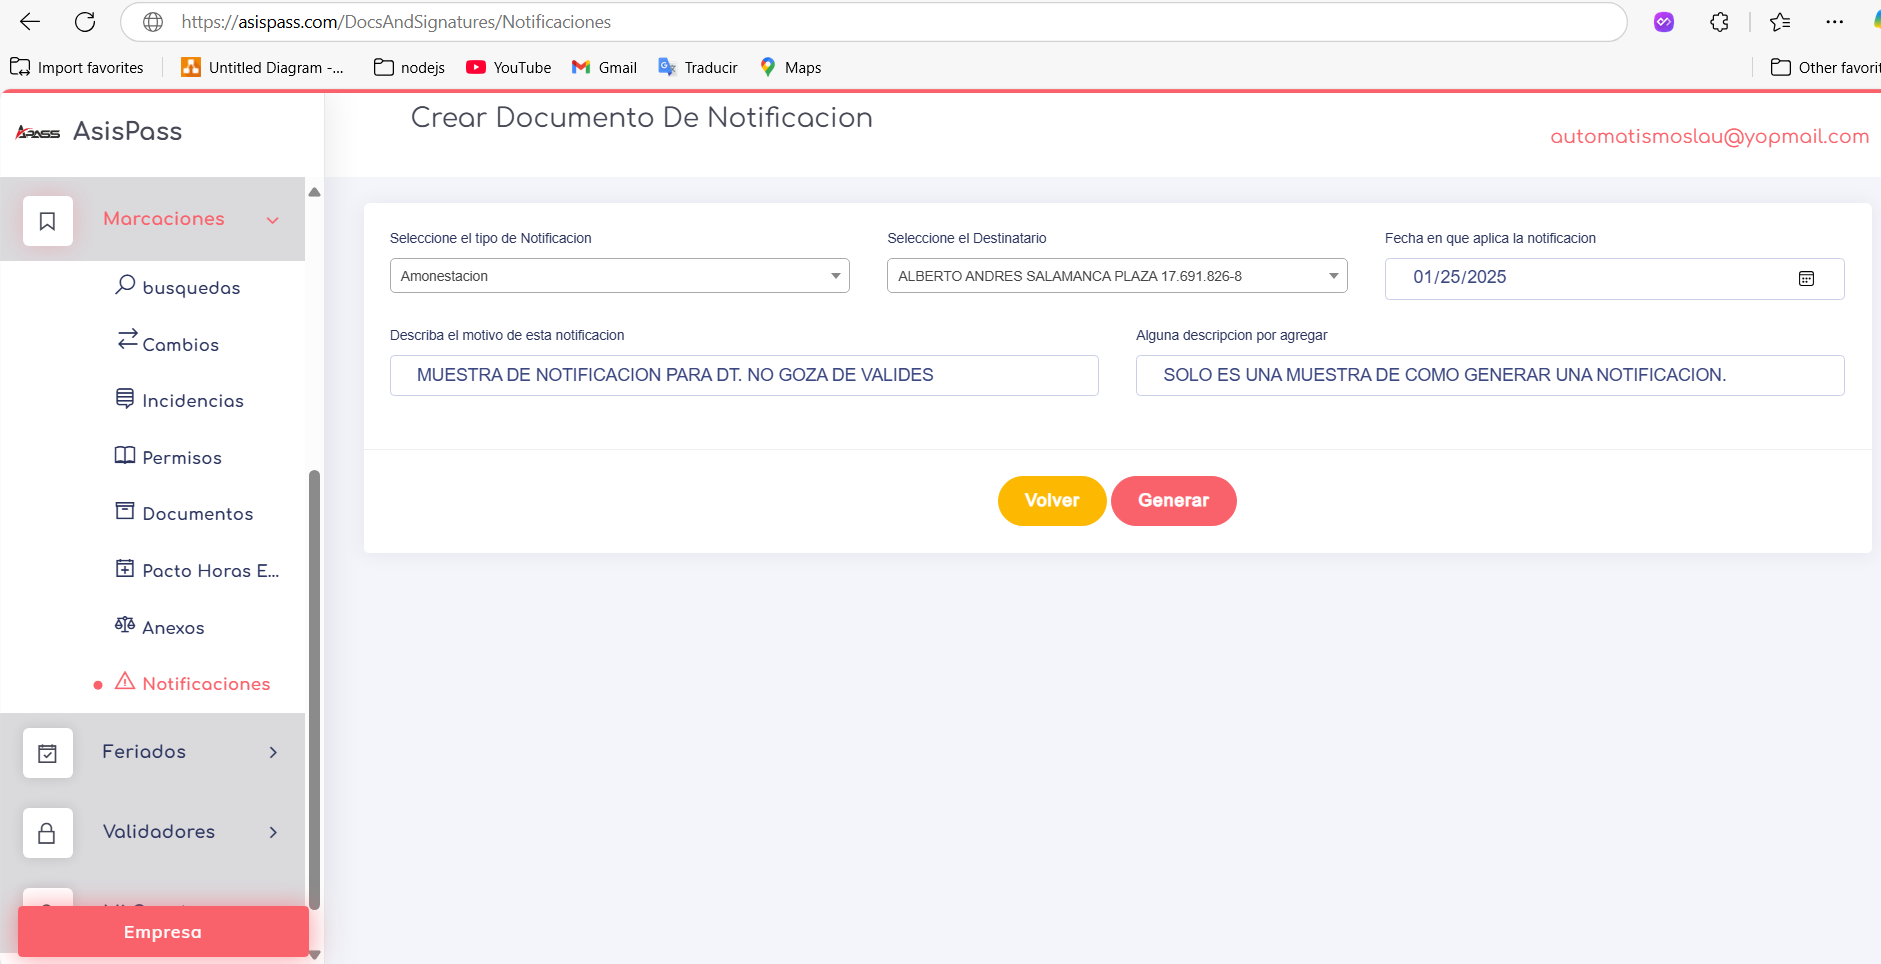 https://asispass.com/DocsAndSignatures/Notificaciones
Import favorites
Untitled Diagram -...
nodejs
YouTube
Gmail
Traducir
Maps
Other favorit
APASS
AsisPass
Crear Documento De Notificacion
automatismoslau@yopmail.com
Marcaciones
busquedas
Cambios
Incidencias
Permisos
Documentos
Pacto Horas E...
Anexos
Notificaciones
Feriados
Validadores
Empresa
Seleccione el tipo de Notificacion
Amonestacion
Seleccione el Destinatario
ALBERTO ANDRES SALAMANCA PLAZA 17.691.826-8
Fecha en que aplica la notificacion
01/25/2025
Describa el motivo de esta notificacion
MUESTRA DE NOTIFICACION PARA DT. NO GOZA DE VALIDES
Alguna descripcion por agregar
SOLO ES UNA MUESTRA DE COMO GENERAR UNA NOTIFICACION.
Volver
Generar